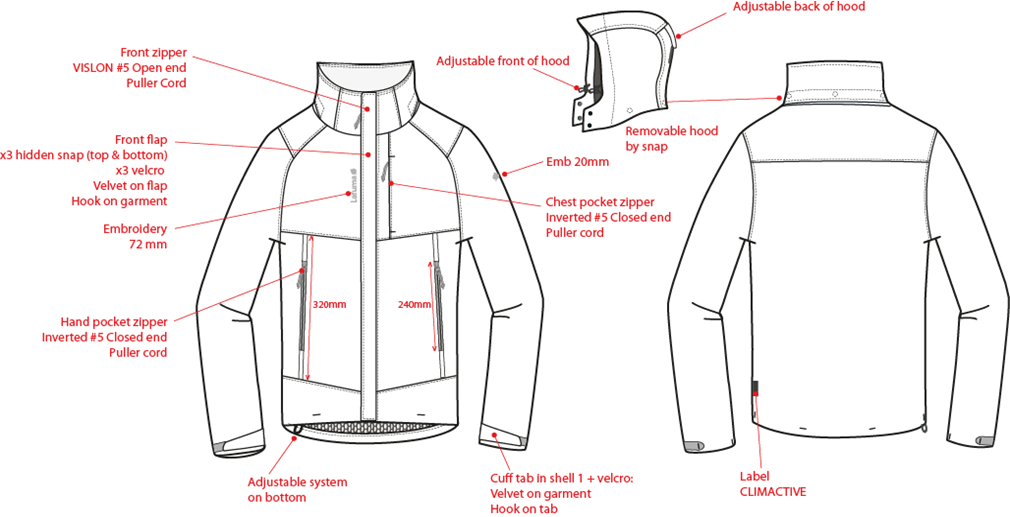 Adjustable back of hood
Front zipper
VISLON #5 Open end
Puller Cord
Adjustable front of hood
Removable hood
by snap
Front flap
x3 hidden snap (top & bottom)
x3 velcro
Velvet on flap
Hook on garment
Emb 20mm
Lafuma
Embroidery
72 mm
Chest pocket zipper
Inverted #5 Closed end
Puller cord
320mm
240mm
Hand pocket zipper
Inverted #5 Closed end
Puller cord
Adjustable system
on bottom
Cuff tab in shell 1 + velcro:
Velvet on garment
Hook on tab
Label
CLIMACTIVE